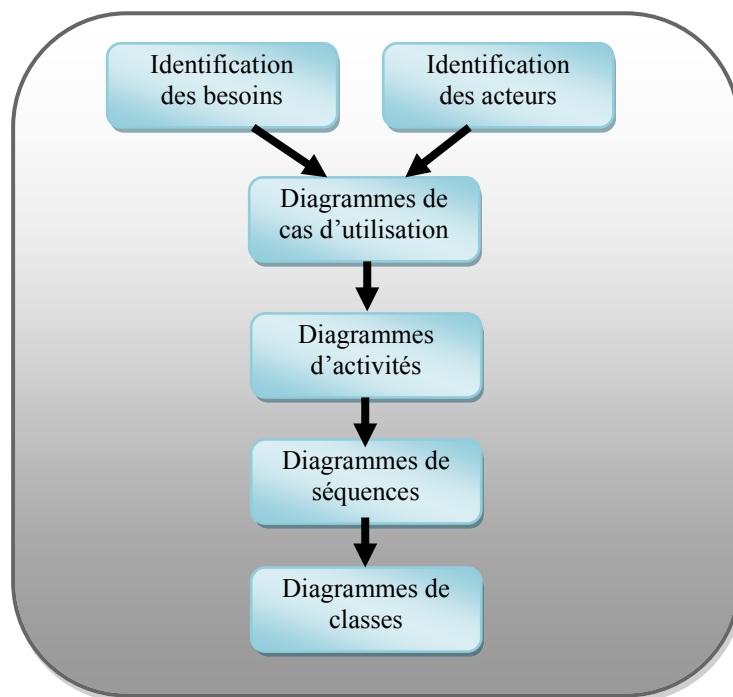 Identification
des besoins
Identification
des acteurs
Diagrammes de
cas d’utilisation
Diagrammes
d’activités
Diagrammes de
séquences
Diagrammes de
classes